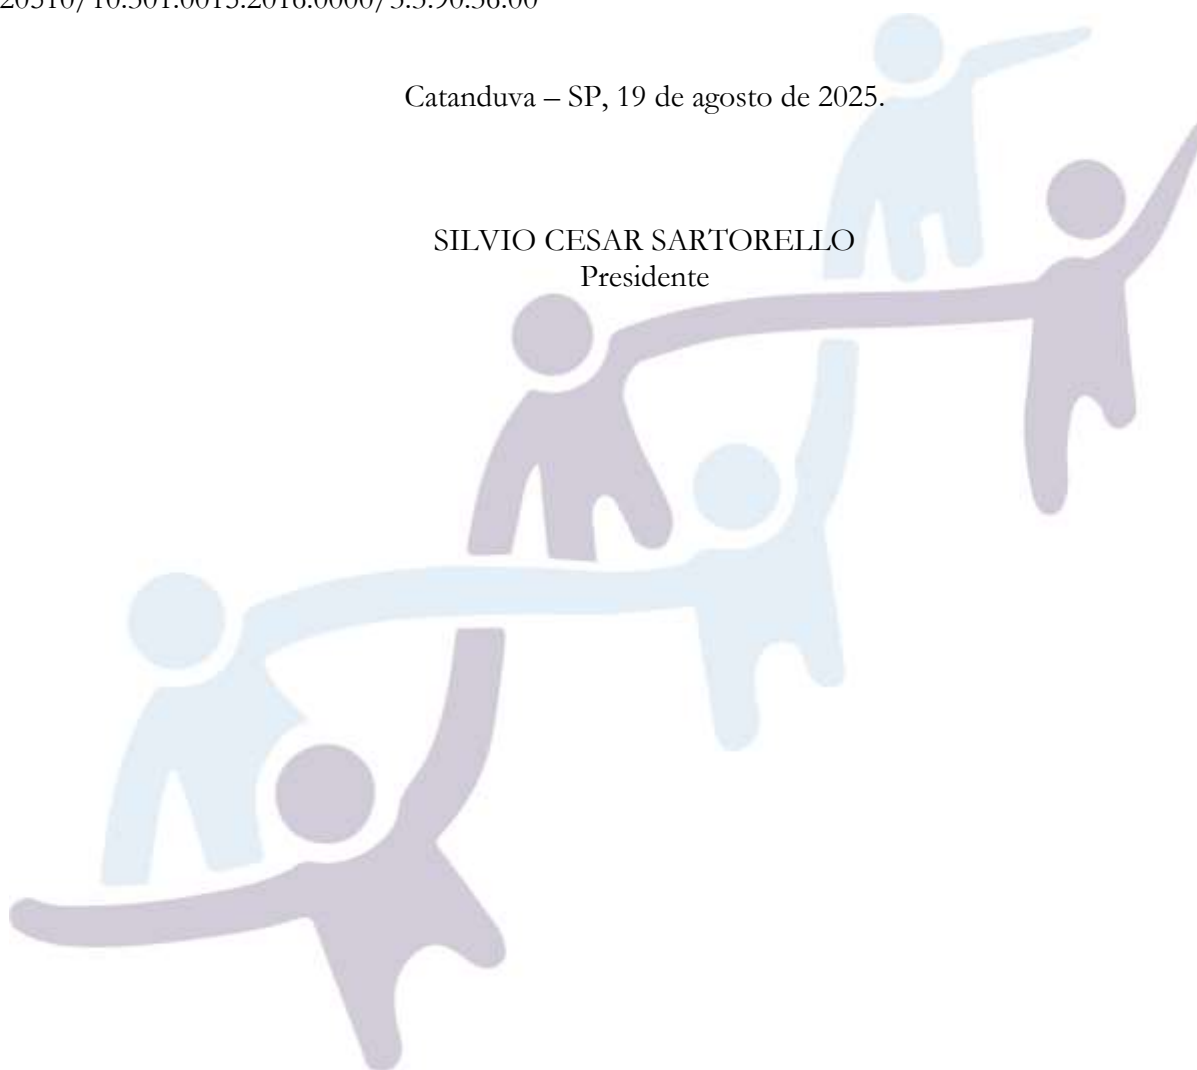 Catanduva – SP, 19 de agosto de 2025.
SILVIO CESAR SARTORELLO
Presidente